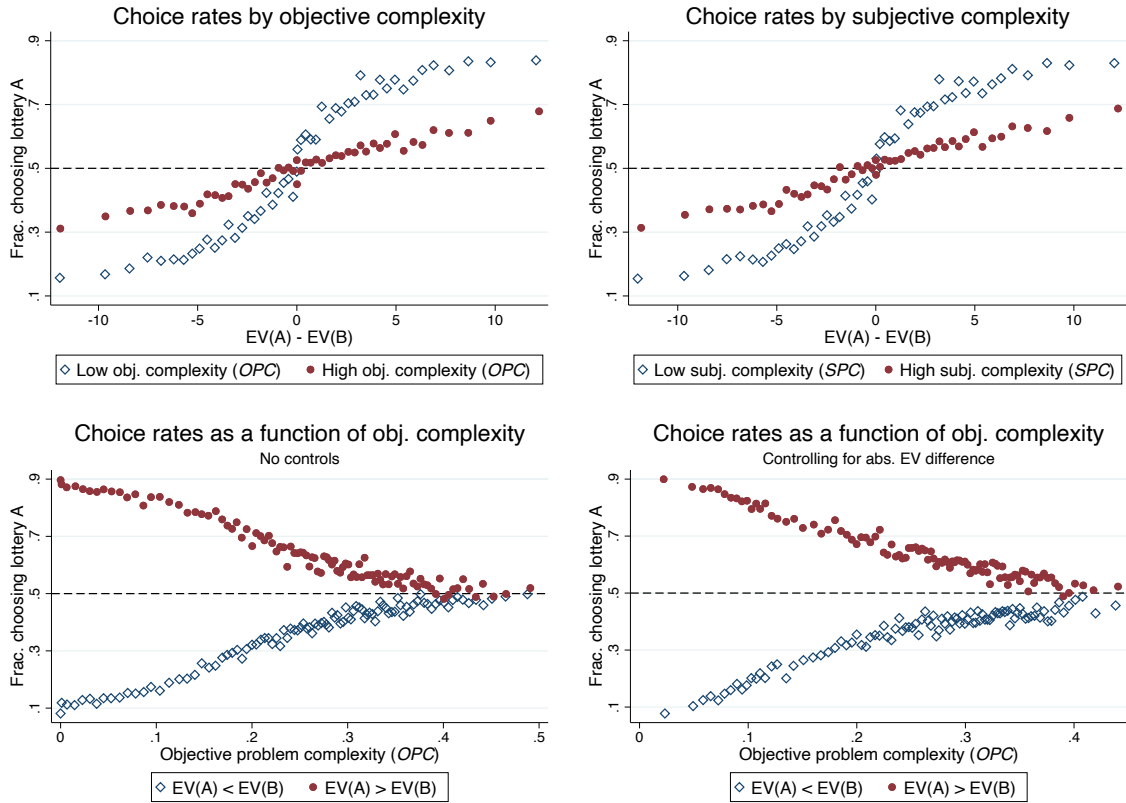 Choice rates by objective complexity
Frac. choosing lottery A
.9
.7
.5
.3
.1
-10
-5
0
5
10
EV(A) - EV(B)
Low obj. complexity (OPC)
High obj. complexity (OPC)
Choice rates by subjective complexity
Frac. choosing lottery A
.9
.7
.5
.3
.1
-10
-5
0
5
10
EV(A) - EV(B)
Low subj. complexity (SPC)
High subj. complexity (SPC)
Choice rates as a function of obj. complexity
No controls
Frac. choosing lottery A
.9
.7
.5
.3
.1
0
.1
.2
.3
.4
.5
Objective problem complexity (OPC)
EV(A) < EV(B)
EV(A) > EV(B)
Choice rates as a function of obj. complexity
Controlling for abs. EV difference
Frac. choosing lottery A
.9
.7
.5
.3
.1
0
.1
.2
.3
.4
Objective problem complexity (OPC)
EV(A) < EV(B)
EV(A) > EV(B)